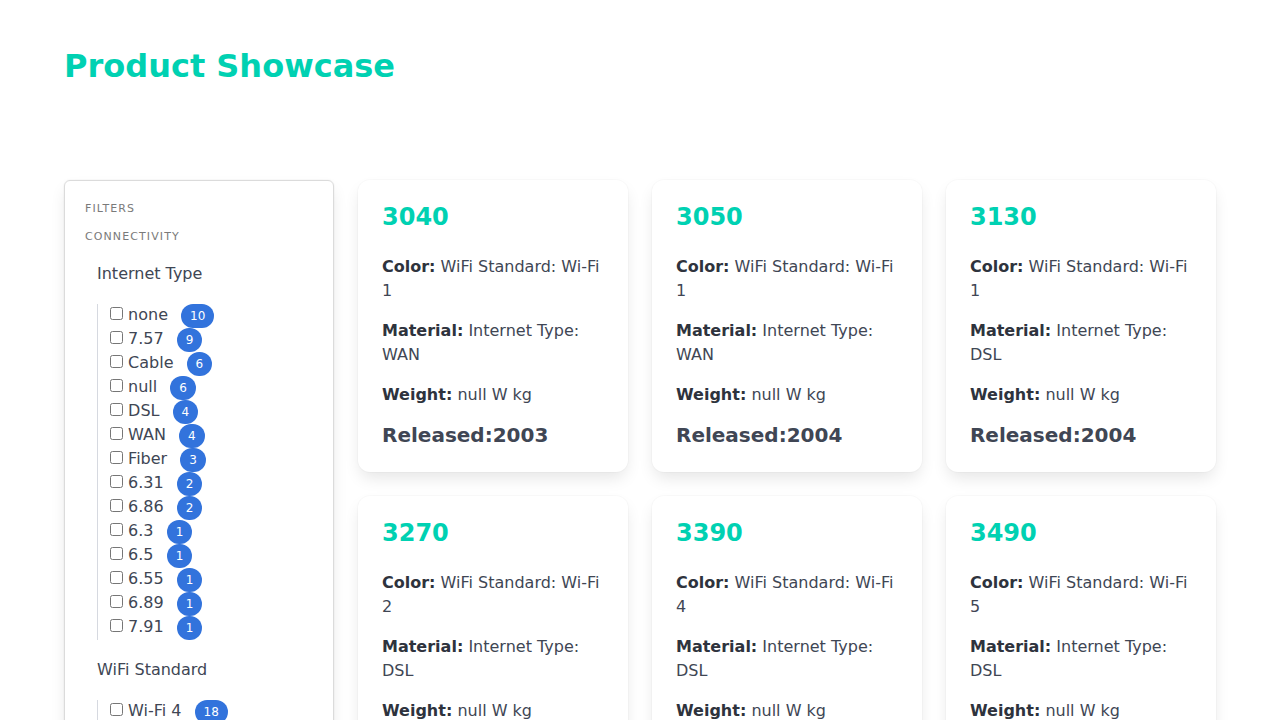 Product Showcase
FILTERS
CONNECTIVITY
Internet Type
none 10
7.57 9
Cable 6
null 6
DSL 4
WAN 4
Fiber 3
6.31 2
6.86 2
6.3 1
6.5 1
6.55 1
6.89 1
7.91 1
WiFi Standard
Wi-Fi 4 18
3040
Color: WiFi Standard: Wi-Fi
1
Material: Internet Type:
WAN
Weight: null W kg
Released:2003
3050
Color: WiFi Standard: Wi-Fi
1
Material: Internet Type:
WAN
Weight: null W kg
Released:2004
3130
Color: WiFi Standard: Wi-Fi
1
Material: Internet Type:
DSL
Weight: null W kg
Released:2004
3270
Color: WiFi Standard: Wi-Fi
2
Material: Internet Type:
DSL
Weight: null W kg
3390
Color: WiFi Standard: Wi-Fi
4
Material: Internet Type:
DSL
Weight: null W kg
3490
Color: WiFi Standard: Wi-Fi
5
Material: Internet Type:
DSL
Weight: null W kg